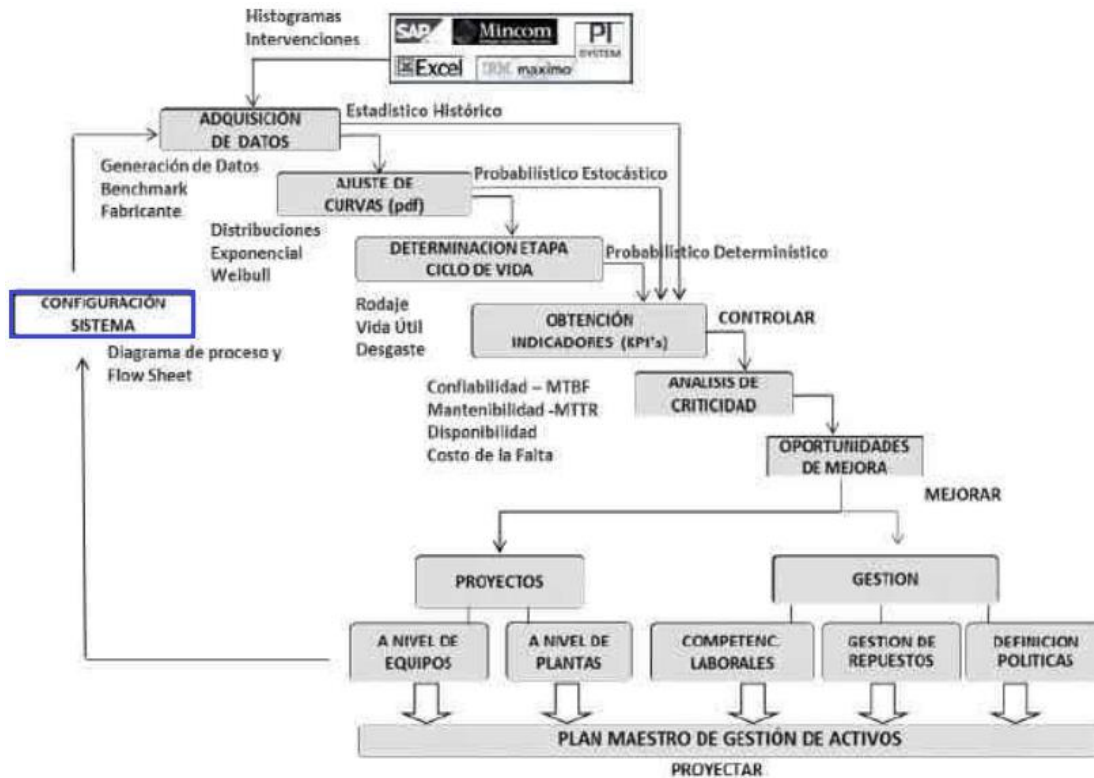 Histogramas
Intervenciones
SAP
Mincom
PI
SYSTEM
Excel
IBM maximo
ADQUISICIÓN
DE DATOS
Estadístico Histórico
Generación de Datos
Benchmark
Fabricante
AJUSTE DE
CURVAS (pdf)
Probabilístico Estocástico
Distribuciones
Exponencial
Weibull
DETERMINACION ETAPA
CICLO DE VIDA
Probabilístico Determinístico
CONFIGURACIÓN
SISTEMA
Diagrama de proceso y
Flow Sheet
Rodaje
Vida Útil
Desgaste
OBTENCIÓN
INDICADORES (KPI's)
CONTROLAR
Confiabilidad – MTBF
Mantenibilidad -MTTR
Disponibilidad
Costo de la Falta
ANALISIS DE
CRITICIDAD
OPORTUNIDADES
DE MEJORA
MEJORAR
PROYECTOS
GESTION
A NIVEL DE
EQUIPOS
A NIVEL DE
PLANTAS
COMPETENC.
LABORALES
GESTION DE
REPUESTOS
DEFINICION
POLITICAS
PLAN MAESTRO DE GESTIÓN DE ACTIVOS
PROYECTAR